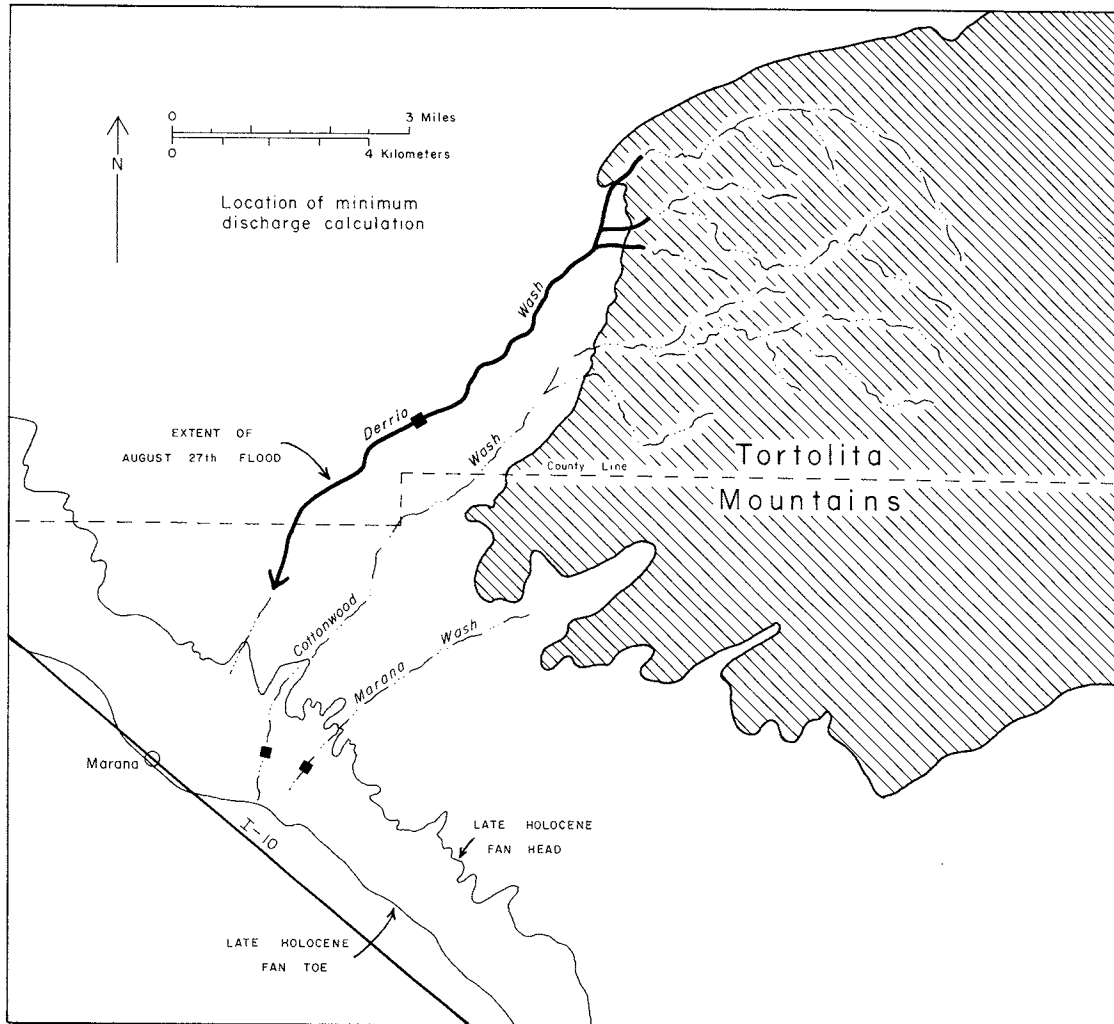 0 3 Miles
0 4 Kilometers
N
Location of minimum
discharge calculation
Wash
Derrio
EXTENT OF
AUGUST 27th FLOOD
Wash
County Line
Tortolita
Mountains
Cottonwood
Wash
Marana
Marana
I-10
LATE HOLOCENE
FAN HEAD
LATE HOLOCENE
FAN TOE